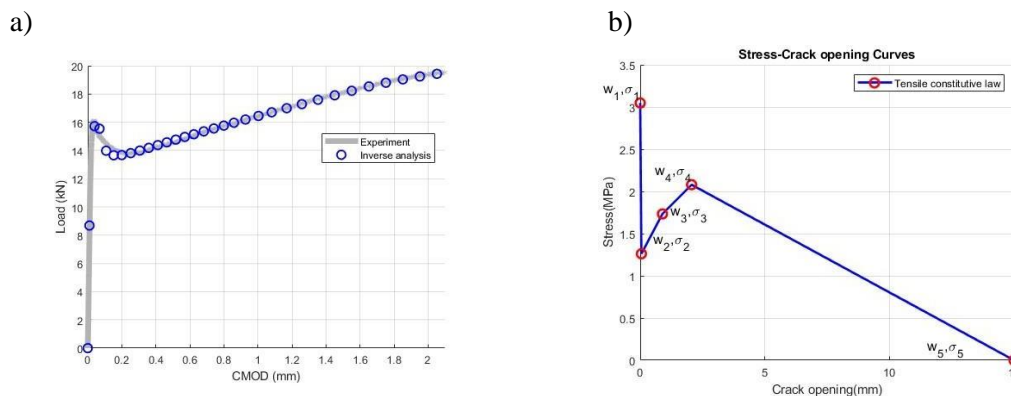 a)
20
18
16
14
12
10
8
6
4
2
0
Load (kN)
Experiment
Inverse analysis
0 0.2 0.4 0.6 0.8 1 1.2 1.4 1.6 1.8 2
CMOD (mm)
b)
Stress-Crack opening Curves
3.5
3
2.5
2
1.5
1
0.5
0
Stress(MPa)
Tensile constitutive law
w1,σ1
w4,σ4
w3,σ3
w2,σ2
w5,σ5
0 5 10
Crack opening(mm)